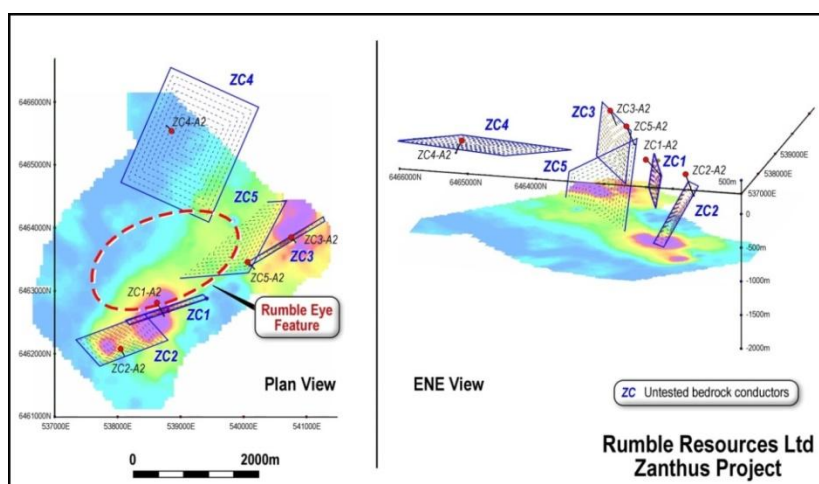 ZC4
6466000N
ZC4-A2
6465000N
ZC5
6464000N
ZC3-A2
ZC3
ZC5-A2
6463000N
ZC1-A2
Rumble Eye
Feature
ZC1
6462000N
ZC2
ZC2-A2
Plan View
6461000N
537000E 538000E 539000E 540000E 541000E
0 2000m
ZC3
ZC3-A2
ZC4
ZC5-A2
ZC1-A2
ZC4-A2
ZC5
ZC1
ZC2-A2
539000E
538000E
537000E
6466000N
6465000N
6464000N
500m
ZC2
0
-500m
-1000m
-1500m
-2000m
ENE View
ZC Untested bedrock conductors
Rumble Resources Ltd
Zanthus Project